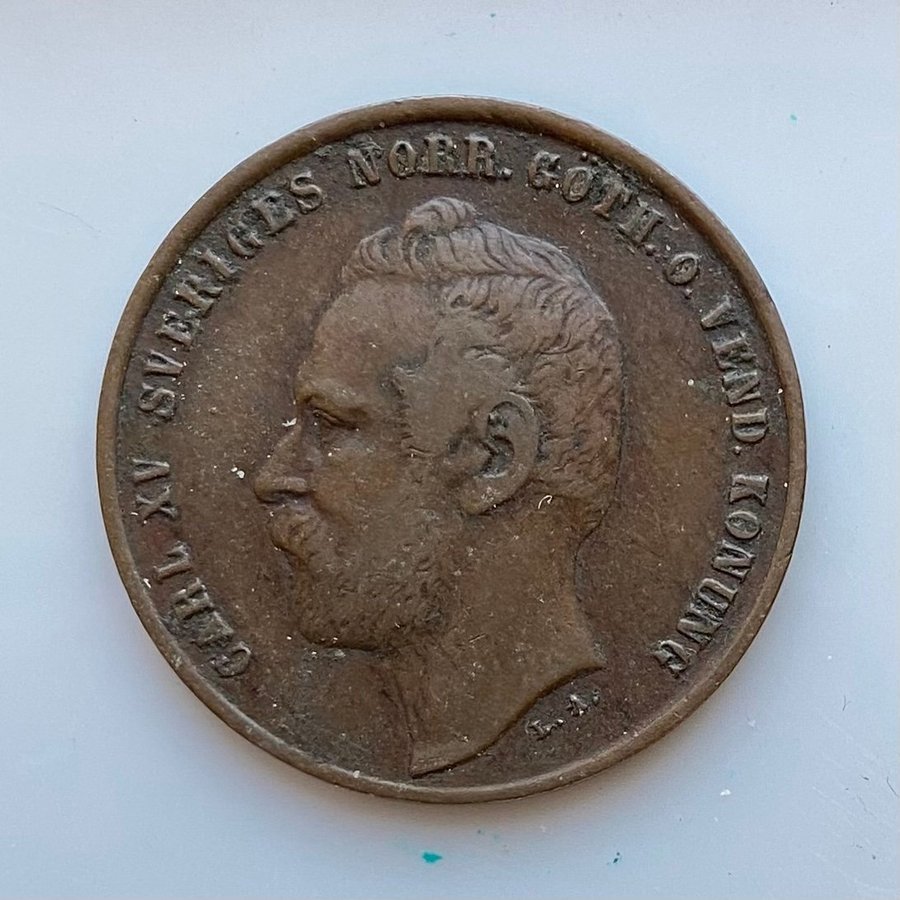 CARL XV SVERIGES NORR. GÖTH. O. VEND. KONUNG
L. A.